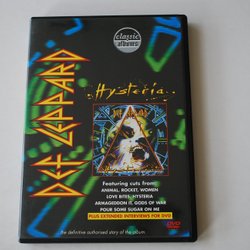 classic
albums
DEF LEPPARD
Hysteria
Featuring cuts from:
ANIMAL, ROCKET, WOMEN
LOVE BITES, HYSTERIA
ARMAGEDDON It, GODS OF WAR
POUR SOME SUGAR ON ME
PLUS EXTENDED INTERVIEWS FOR DVD
the definitive authorised story of the album
DVD